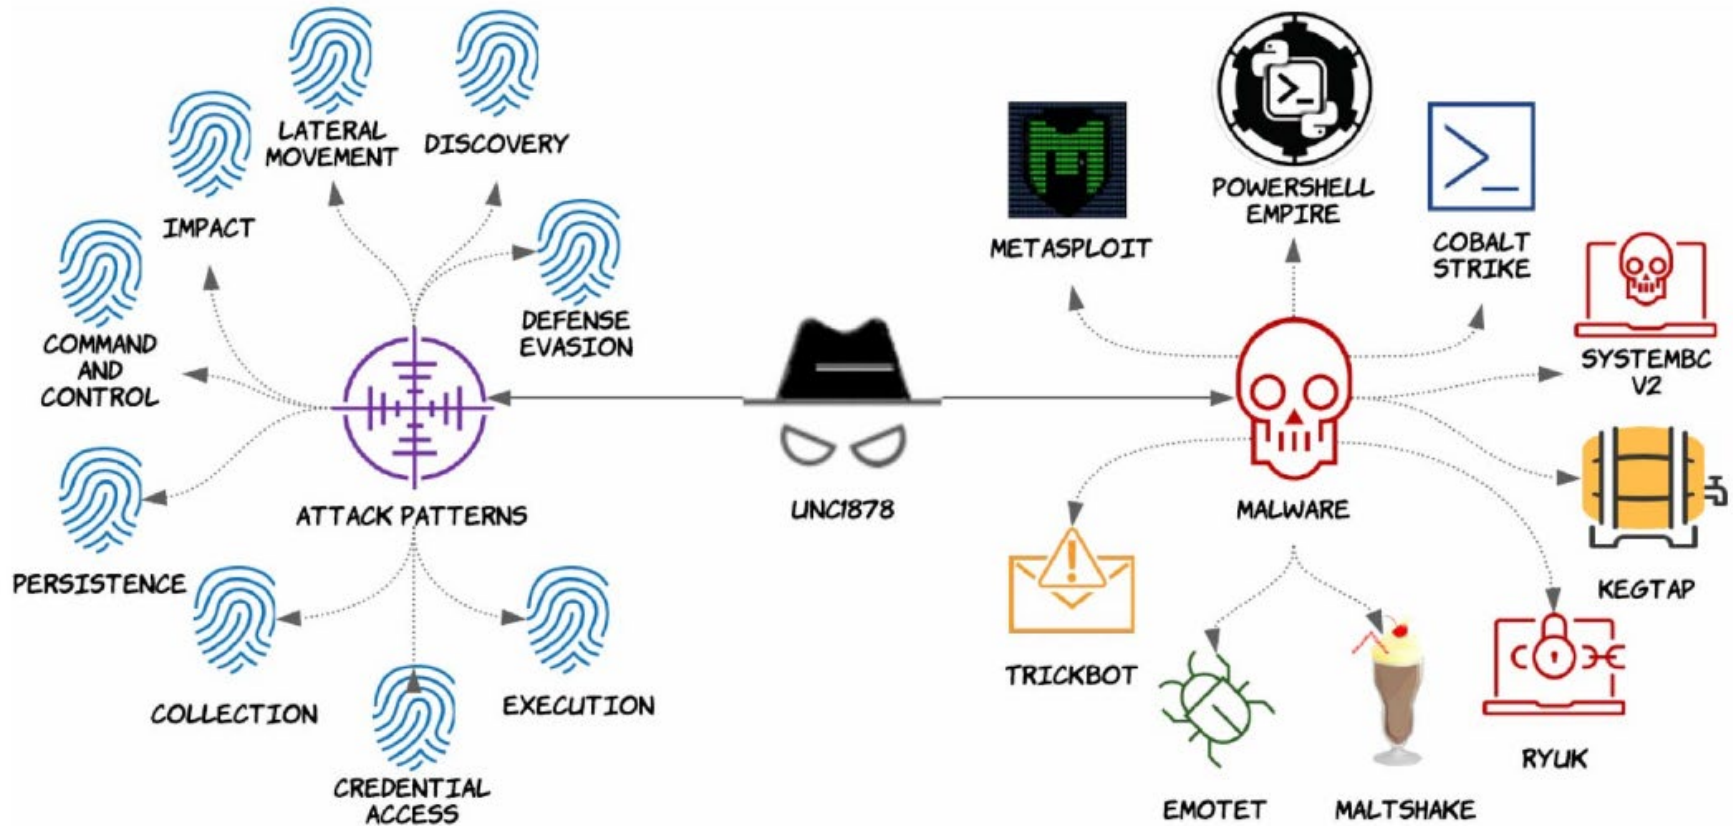 LATERAL
MOVEMENT
DISCOVERY
IMPACT
DEFENSE
EVASION
COMMAND
AND
CONTROL
PERSISTENCE
ATTACK PATTERNS
COLLECTION
CREDENTIAL
ACCESS
EXECUTION
UNC1878
METASPLOIT
POWERSHELL
EMPIRE
COBALT
STRIKE
SYSTEMBC
V2
MALWARE
KEGTAP
TRICKBOT
EMOTET
MALTSHAKE
RYUK